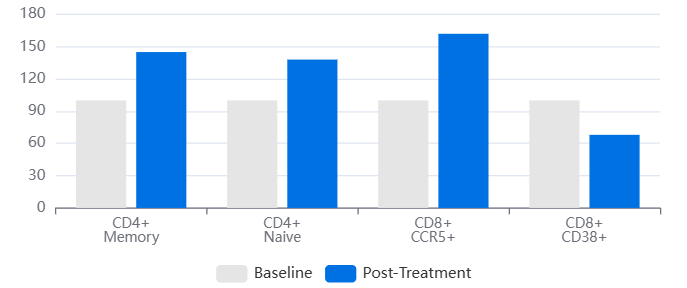 180
150
120
90
60
30
0
CD4+ Memory
CD4+ Naive
CD8+ CCR5+
CD8+ CD38+
Baseline
Post-Treatment